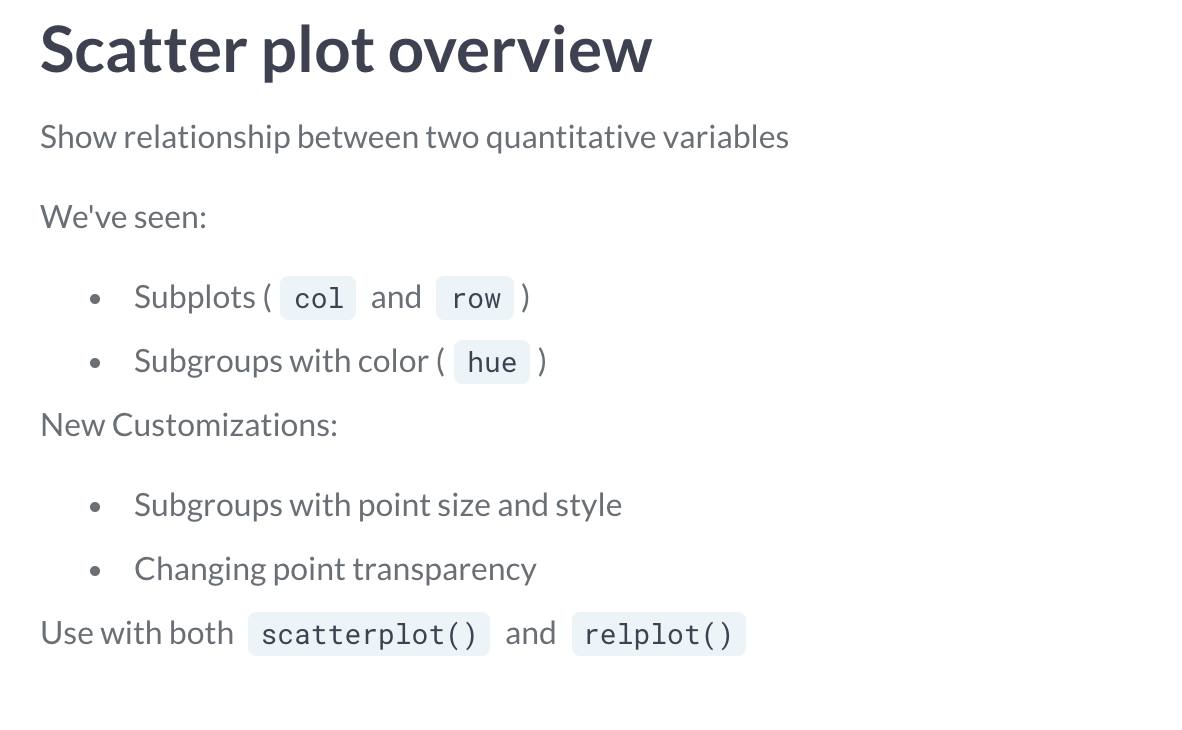 Scatter plot overview
Show relationship between two quantitative variables
We've seen:
• Subplots ( col and row )
• Subgroups with color ( hue )
New Customizations:
• Subgroups with point size and style
• Changing point transparency
Use with both scatterplot() and relplot()